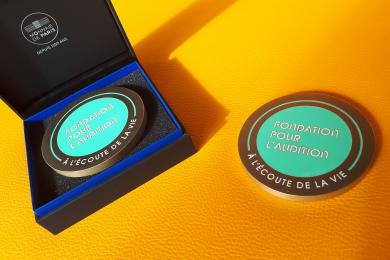 MONNAIE
DE PARIS
DEPUIS 1200 ANS
FONDATION
POUR
L'AUDITION
À L'ÉCOUTE DE LA VIE
FONDATION
POUR
L'AUDITION
À L'ÉCOUTE DE LA VIE